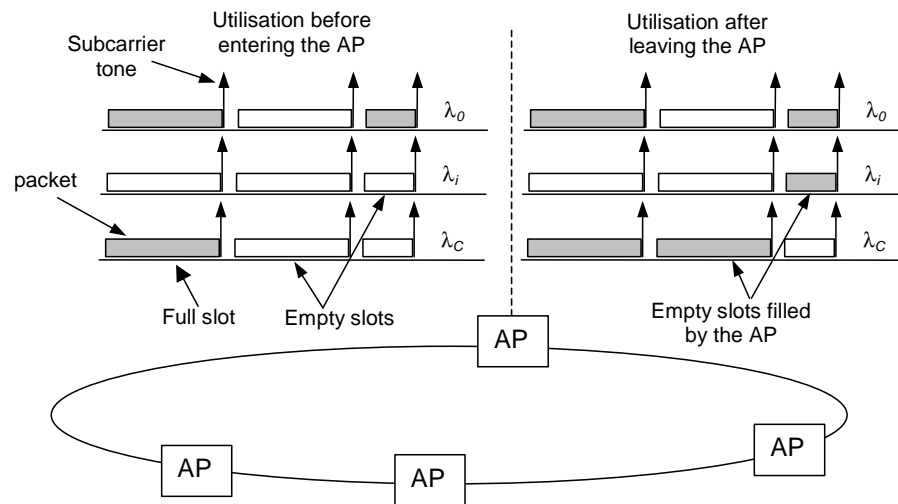 Utilisation before
entering the AP
Utilisation after
leaving the AP
Subcarrier
tone
λ0
λ0
packet
λi
λi
λC
λC
Full slot
Empty slots
Empty slots filled
by the AP
AP
AP
AP
AP